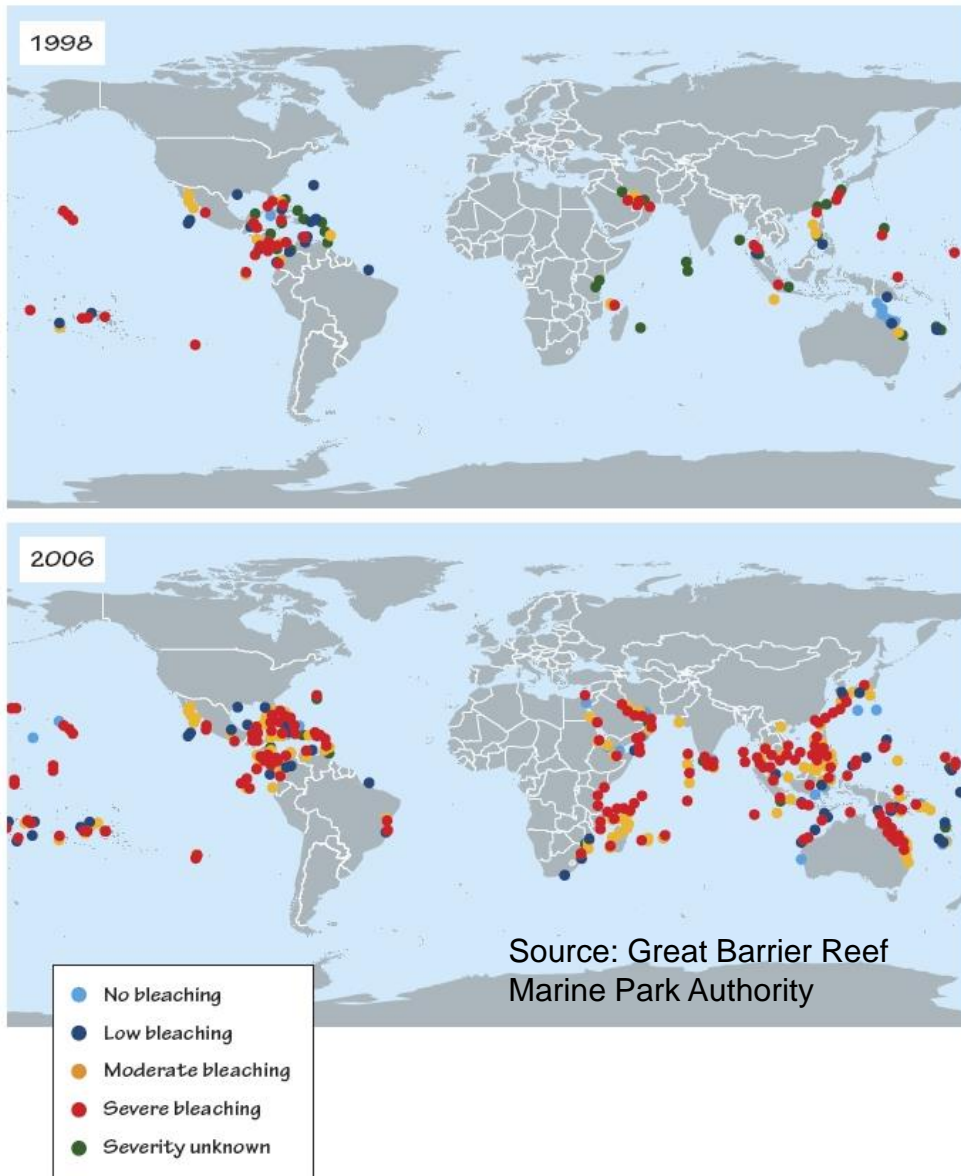 1998
2006
Source: Great Barrier Reef
Marine Park Authority
No bleaching
Low bleaching
Moderate bleaching
Severe bleaching
Severity unknown